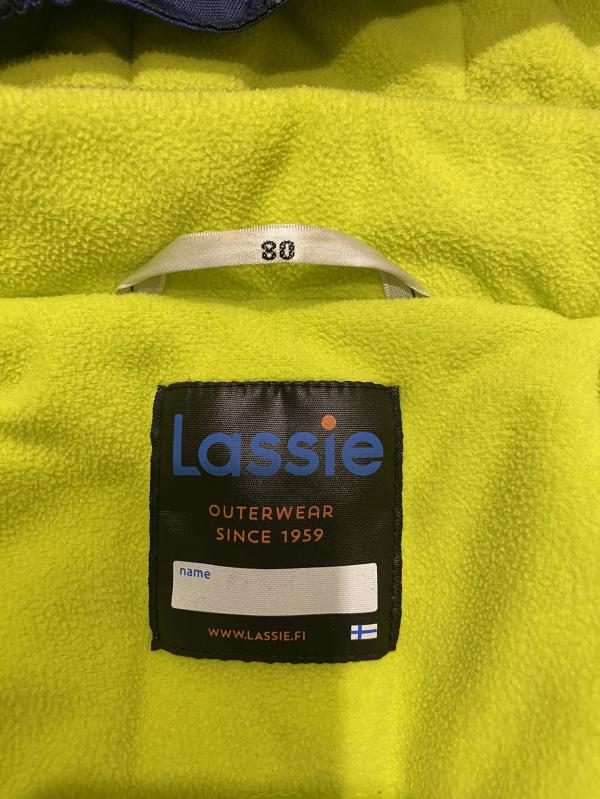 80
Lassie
OUTERWEAR
SINCE 1959
name
WWW.LASSIE.FI